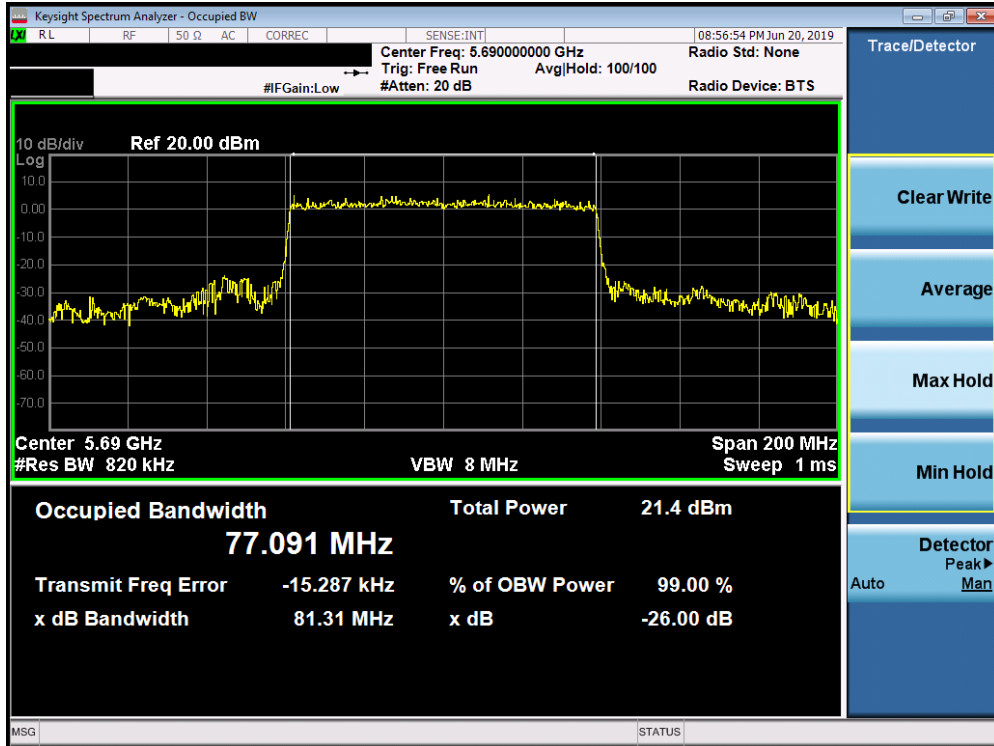 Keysight Spectrum Analyzer - Occupied BW
LXI RL RF 50 Ω AC CORREC SENSE:INT 08:56:54 PM Jun 20, 2019
Center Freq: 5.690000000 GHz Radio Std: None
Trig: Free Run Avg|Hold: 100/100
#IFGain:Low #Atten: 20 dB Radio Device: BTS
10 dB/div Ref 20.00 dBm
Log
10.0
0.00
-10.0
-20.0
-30.0
-40.0
-50.0
-60.0
-70.0
Center 5.69 GHz Span 200 MHz
#Res BW 820 kHz VBW 8 MHz Sweep 1 ms
Occupied Bandwidth Total Power 21.4 dBm
77.091 MHz
Transmit Freq Error -15.287 kHz % of OBW Power 99.00 %
x dB Bandwidth 81.31 MHz x dB -26.00 dB
Trace/Detector
Clear Write
Average
Max Hold
Min Hold
Detector
Peak▶
Auto Man
MSG STATUS